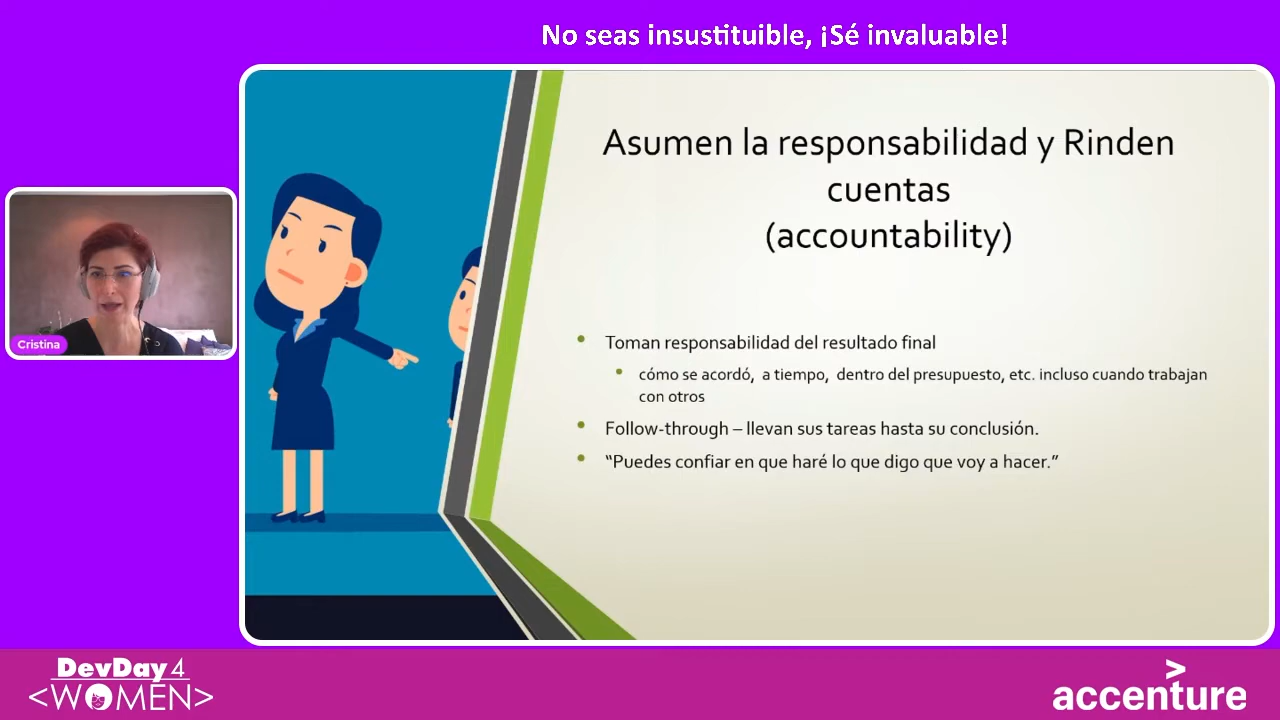 No seas insustituible, ¡Sé invaluable!
Asumen la responsabilidad y Rinden
cuentas
(accountability)
Toman responsabilidad del resultado final
cómo se acordó, a tiempo, dentro del presupuesto, etc. incluso cuando trabajan
con otros
Follow-through – llevan sus tareas hasta su conclusión.
“Puedes confiar en que haré lo que digo que voy a hacer.”
Cristina
DevDay4
<WOMEN>
accenture